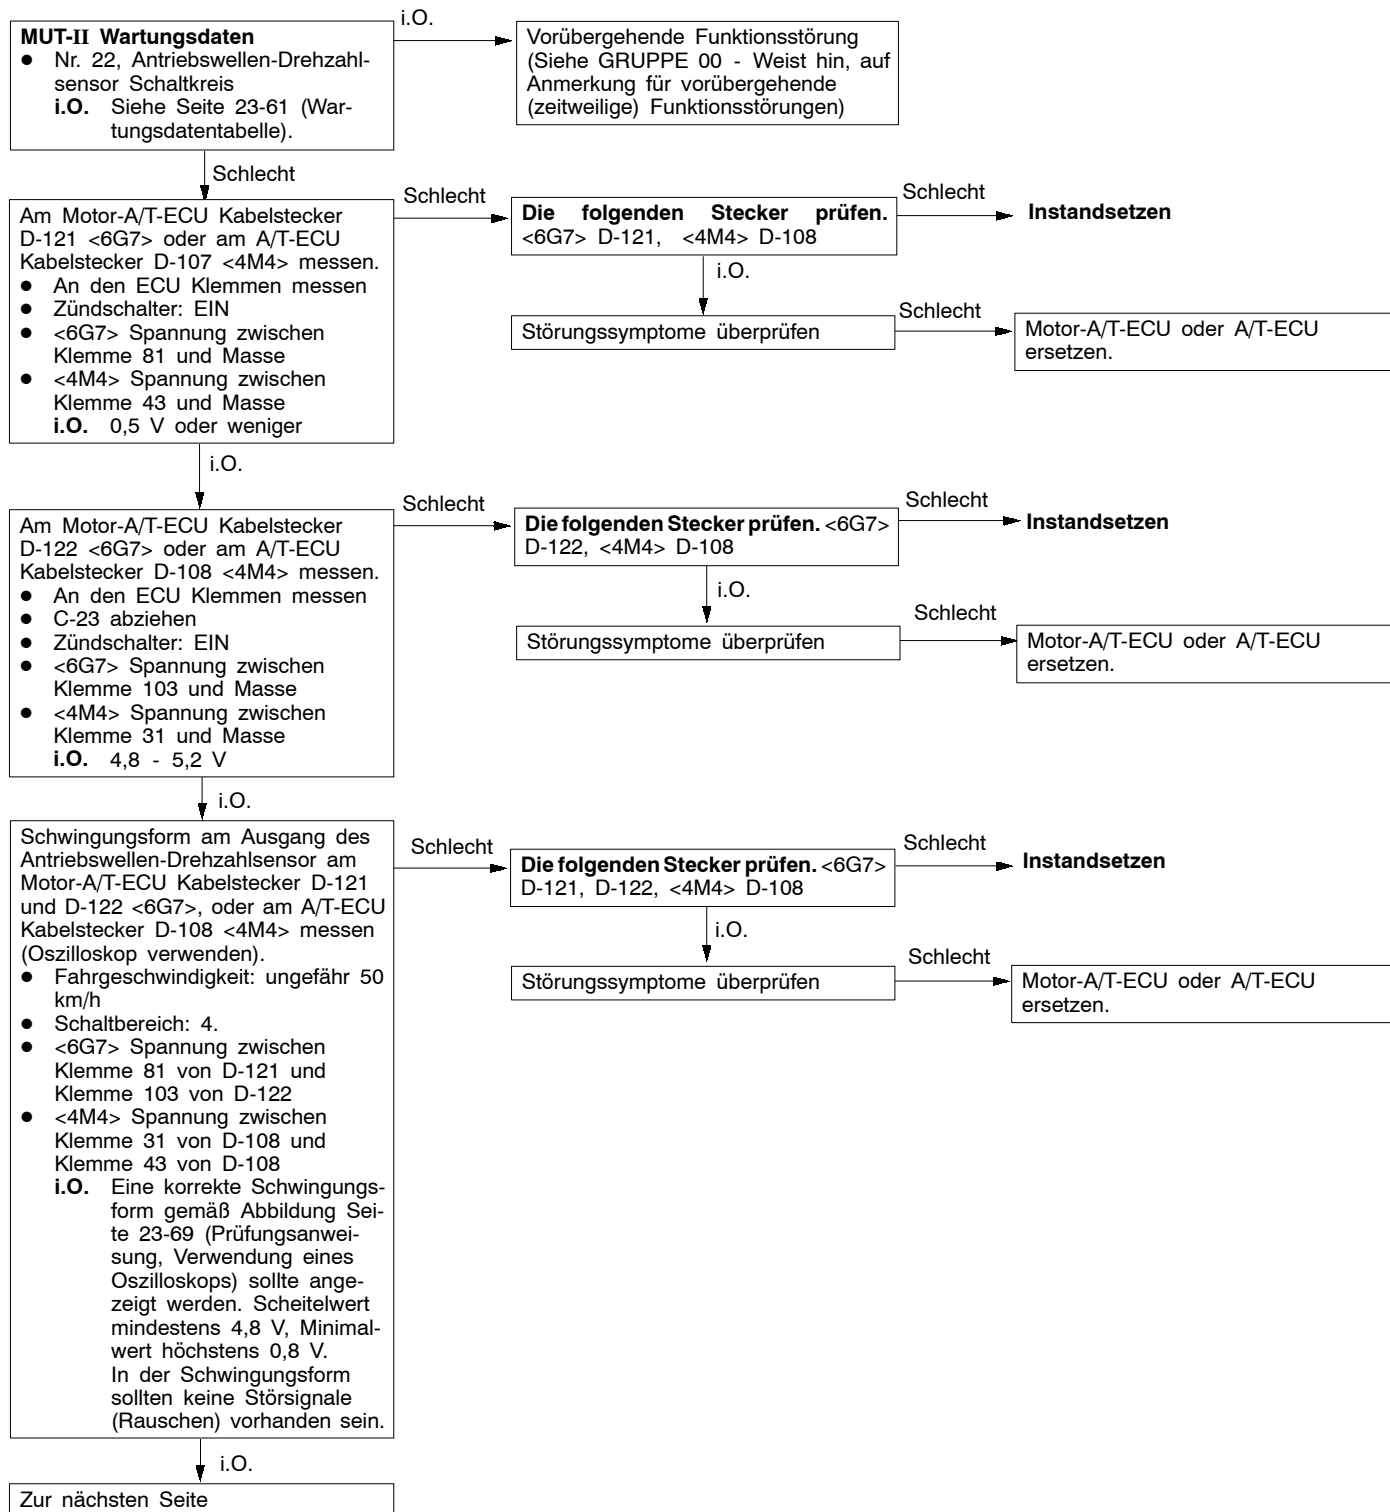 MUT-II Wartungsdaten
● Nr. 22, Antriebswellen-Drehzahl-
sensor Schaltkreis
i.O. Siehe Seite 23-61 (War-
tungsdatentabelle).
i.O.
Vorübergehende Funktionsstörung
(Siehe GRUPPE 00 - Weist hin, auf
Anmerkung für vorübergehende
(zeitweilige) Funktionsstörungen)
Schlecht
Am Motor-A/T-ECU Kabelstecker
D-121 <6G7> oder am A/T-ECU
Kabelstecker D-107 <4M4> messen.
● An den ECU Klemmen messen
● Zündschalter: EIN
● <6G7> Spannung zwischen
Klemme 81 und Masse
● <4M4> Spannung zwischen
Klemme 43 und Masse
i.O. 0,5 V oder weniger
Schlecht
Die folgenden Stecker prüfen.
<6G7> D-121, <4M4> D-108
Schlecht
Instandsetzen
i.O.
Störungssymptome überprüfen
Schlecht
Motor-A/T-ECU oder A/T-ECU
ersetzen.
i.O.
Am Motor-A/T-ECU Kabelstecker
D-122 <6G7> oder am A/T-ECU
Kabelstecker D-108 <4M4> messen.
● An den ECU Klemmen messen
● C-23 abziehen
● Zündschalter: EIN
● <6G7> Spannung zwischen
Klemme 103 und Masse
● <4M4> Spannung zwischen
Klemme 31 und Masse
i.O. 4,8 - 5,2 V
Schlecht
Die folgenden Stecker prüfen. <6G7>
D-122, <4M4> D-108
Schlecht
Instandsetzen
i.O.
Störungssymptome überprüfen
Schlecht
Motor-A/T-ECU oder A/T-ECU
ersetzen.
i.O.
Schwingungsform am Ausgang des
Antriebswellen-Drehzahlsensor am
Motor-A/T-ECU Kabelstecker D-121
und D-122 <6G7>, oder am A/T-ECU
Kabelstecker D-108 <4M4> messen
(Oszilloskop verwenden).
● Fahrgeschwindigkeit: ungefähr 50
km/h
● Schaltbereich: 4.
● <6G7> Spannung zwischen
Klemme 81 von D-121 und
Klemme 103 von D-122
● <4M4> Spannung zwischen
Klemme 31 von D-108 und
Klemme 43 von D-108
i.O. Eine korrekte Schwingungs-
form gemäß Abbildung Sei-
te 23-69 (Prüfungsanwei-
sung, Verwendung eines
Oszilloskops) sollte ange-
zeigt werden. Scheitelwert
mindestens 4,8 V, Minimal-
wert höchstens 0,8 V.
In der Schwingungsform
sollten keine Störsignale
(Rauschen) vorhanden sein.
Schlecht
Die folgenden Stecker prüfen. <6G7>
D-121, D-122, <4M4> D-108
Schlecht
Instandsetzen
i.O.
Störungssymptome überprüfen
Schlecht
Motor-A/T-ECU oder A/T-ECU
ersetzen.
i.O.
Zur nächsten Seite